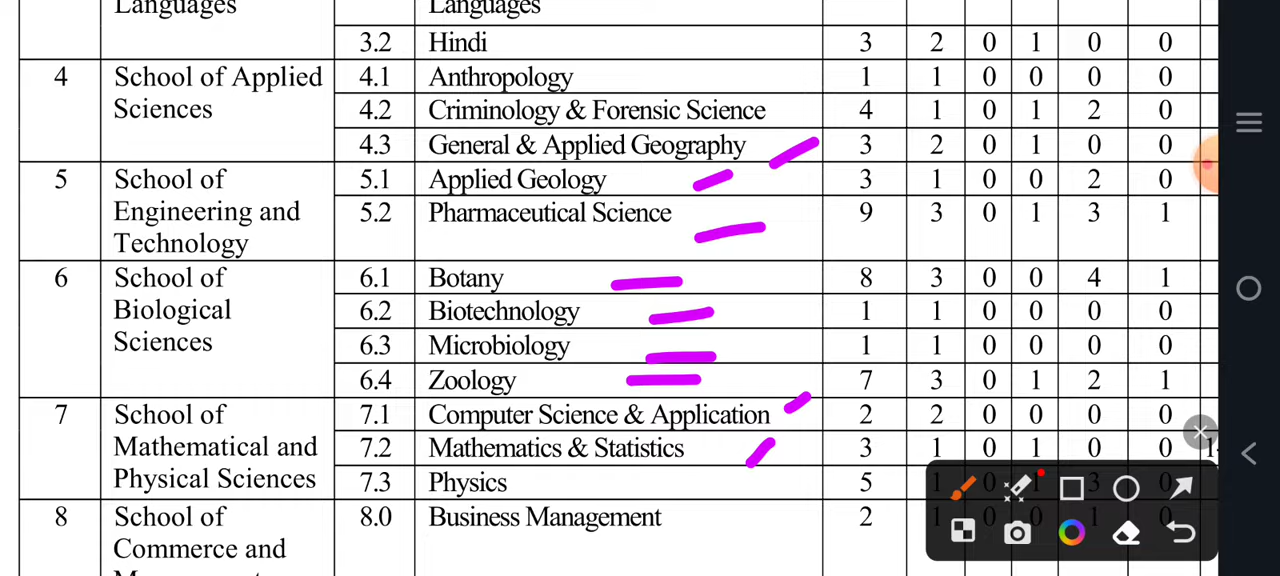 Languages Languages
3.2 Hindi 3 2 0 1 0 0
4 School of Applied Sciences 4.1 Anthropology 1 1 0 0 0 0
4.2 Criminology & Forensic Science 4 1 0 1 2 0
4.3 General & Applied Geography 3 2 0 1 0 0
5 School of Engineering and Technology 5.1 Applied Geology 3 1 0 0 2 0
5.2 Pharmaceutical Science 9 3 0 1 3 1
6 School of Biological Sciences 6.1 Botany 8 3 0 0 4 1
6.2 Biotechnology 1 1 0 0 0 0
6.3 Microbiology 1 1 0 0 0 0
6.4 Zoology 7 3 0 1 2 1
7 School of Mathematical and Physical Sciences 7.1 Computer Science & Application 2 2 0 0 0 0
7.2 Mathematics & Statistics 3 1 0 1 0 0 1
7.3 Physics 5 1 0 1 3 0
8 School of Commerce and 8.0 Business Management 2 1 0 0 1 0